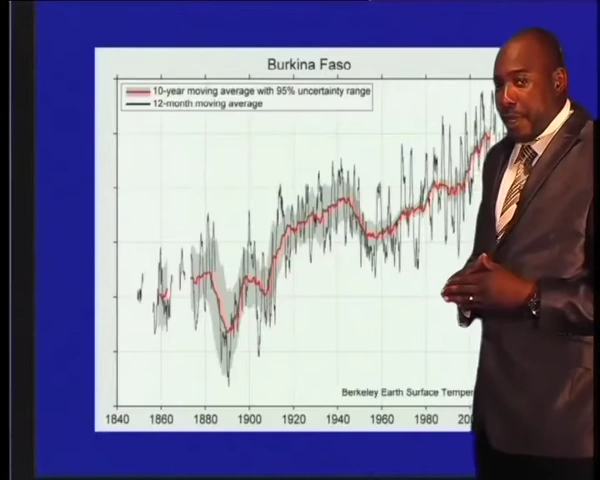 Burkina Faso
10-year moving average with 95% uncertainty range
12-month moving average
Berkeley Earth Surface Temper
1840 1860 1880 1900 1920 1940 1960 1980 20